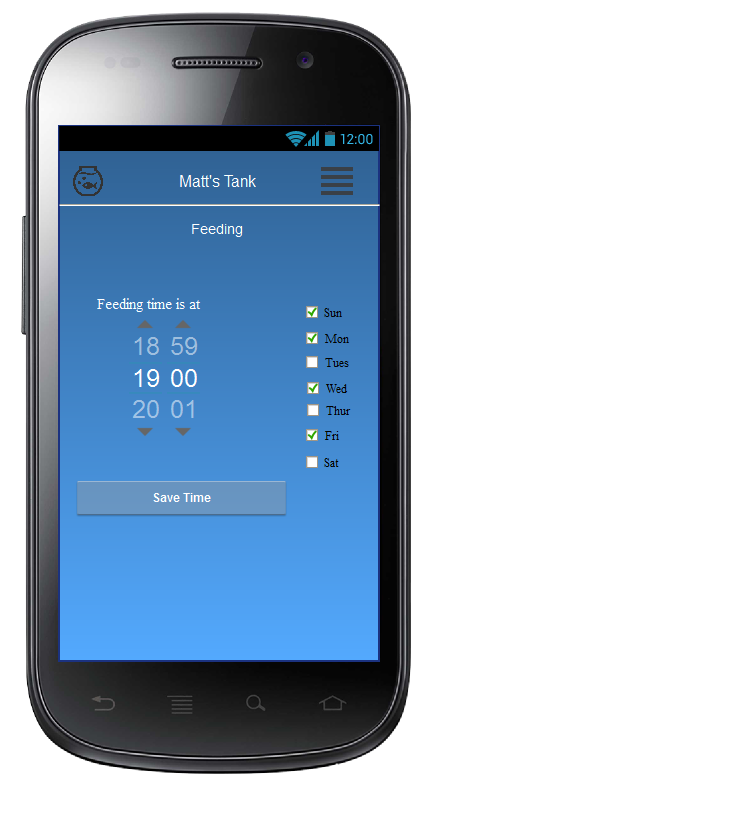 12:00
Matt's Tank
Feeding
Feeding time is at
18 59
19 00
20 01
Sun
Mon
Tues
Wed
Thur
Fri
Sat
Save Time